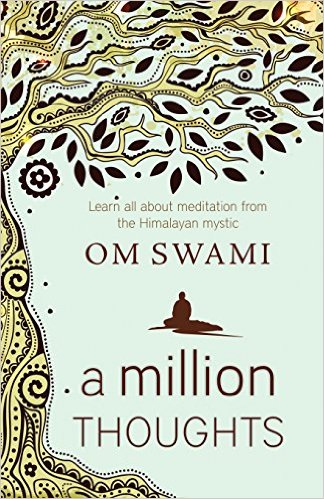 Learn all about meditation from
the Himalayan mystic
OM SWAMI
a million
THOUGHTS